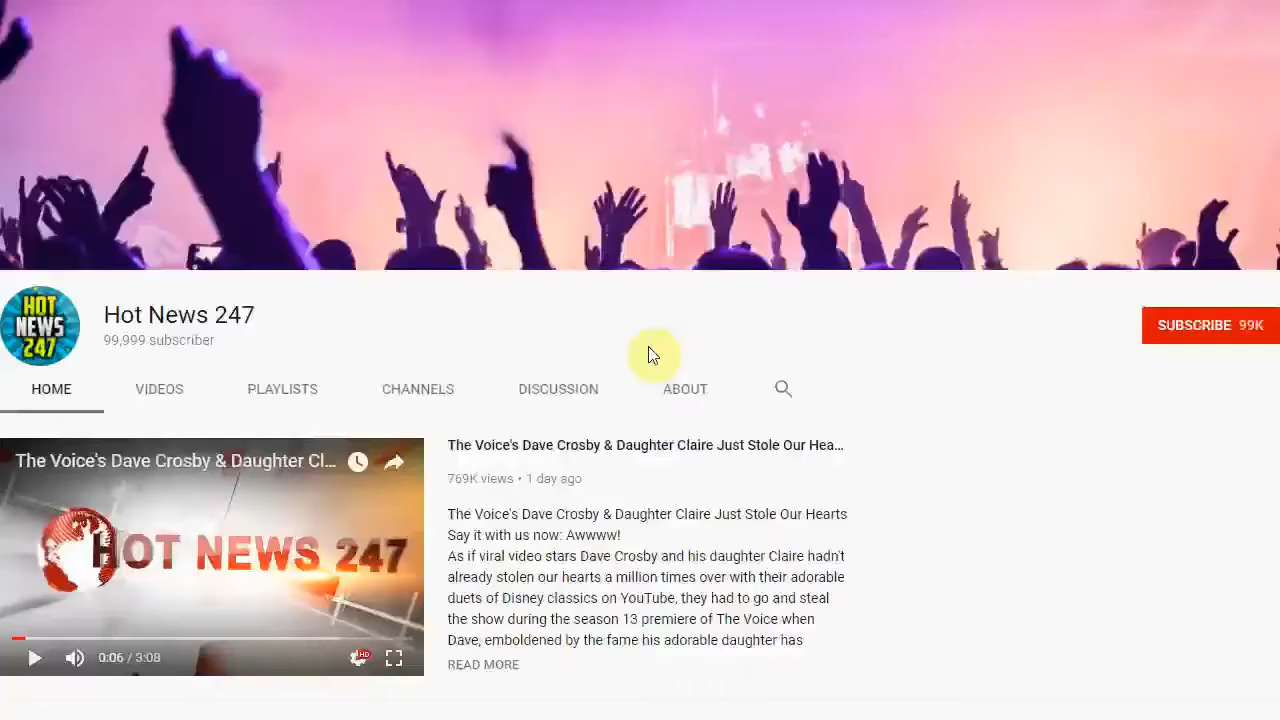 HOT
NEWS
247
Hot News 247
99,999 subscriber
SUBSCRIBE 99K
HOME VIDEOS PLAYLISTS CHANNELS DISCUSSION ABOUT
The Voice's Dave Crosby & Daughter Cl...
HOT NEWS 247
0:06 / 3:08
HD
The Voice's Dave Crosby & Daughter Claire Just Stole Our Hea...
769K views • 1 day ago
The Voice's Dave Crosby & Daughter Claire Just Stole Our Hearts
Say it with us now: Awwww!
As if viral video stars Dave Crosby and his daughter Claire hadn't
already stolen our hearts a million times over with their adorable
duets of Disney classics on YouTube, they had to go and steal
the show during the season 13 premiere of The Voice when
Dave, emboldened by the fame his adorable daughter has
READ MORE